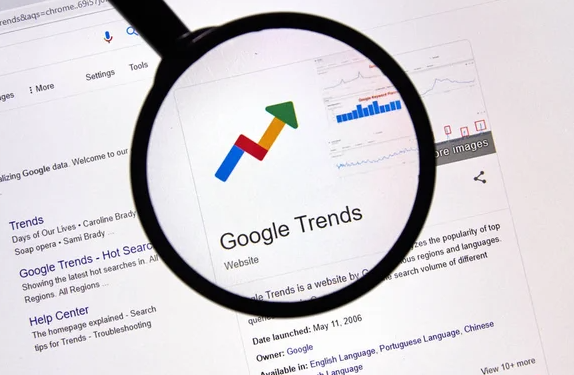 rends&aqs=chrome..69i57j0l
ges
More
Settings
Tools
alizing Google data. Welcome to our
Trends
Days of Our Lives • Caroline Brady
Soap opera • Sami Brady ...
Google Trends - Hot Searc
Showing the latest hot searches in. All
Regions. All Regions ...
Help Center
The homepage explained - Search
tips for Trends - Troubleshooting
ore images
Google Trends
Website
gle Trends is a website by G
zes the popularity of top
ous regions and languages.
he search volume of different
Date launched: May 11, 2006
Owner: Google
Available in: English Language, Portuguese Language, Chinese
Language
View 10+ more